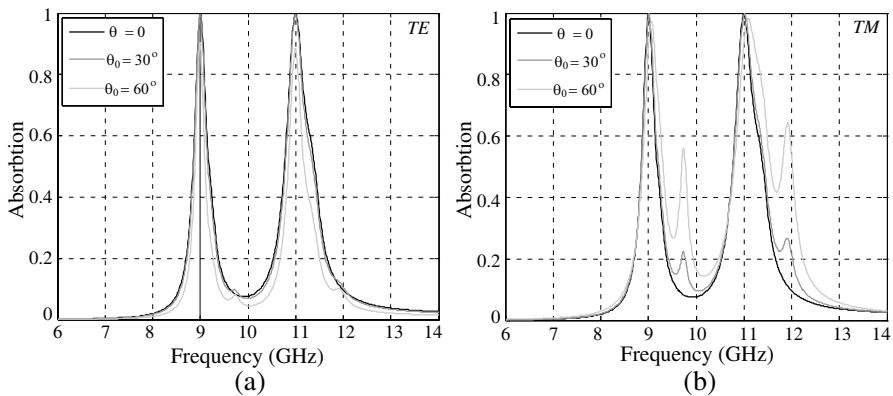 TE
θ = 0
θ₀= 30°
θ₀= 60°
1
0.8
0.6
0.4
0.2
0
Absorbtion
6 7 8 9 10 11 12 13 14
Frequency (GHz)
(a)
TM
θ = 0
θ₀= 30°
θ₀= 60°
1
0.8
0.6
0.4
0.2
0
Absorbtion
6 7 8 9 10 11 12 13 14
Frequency (GHz)
(b)